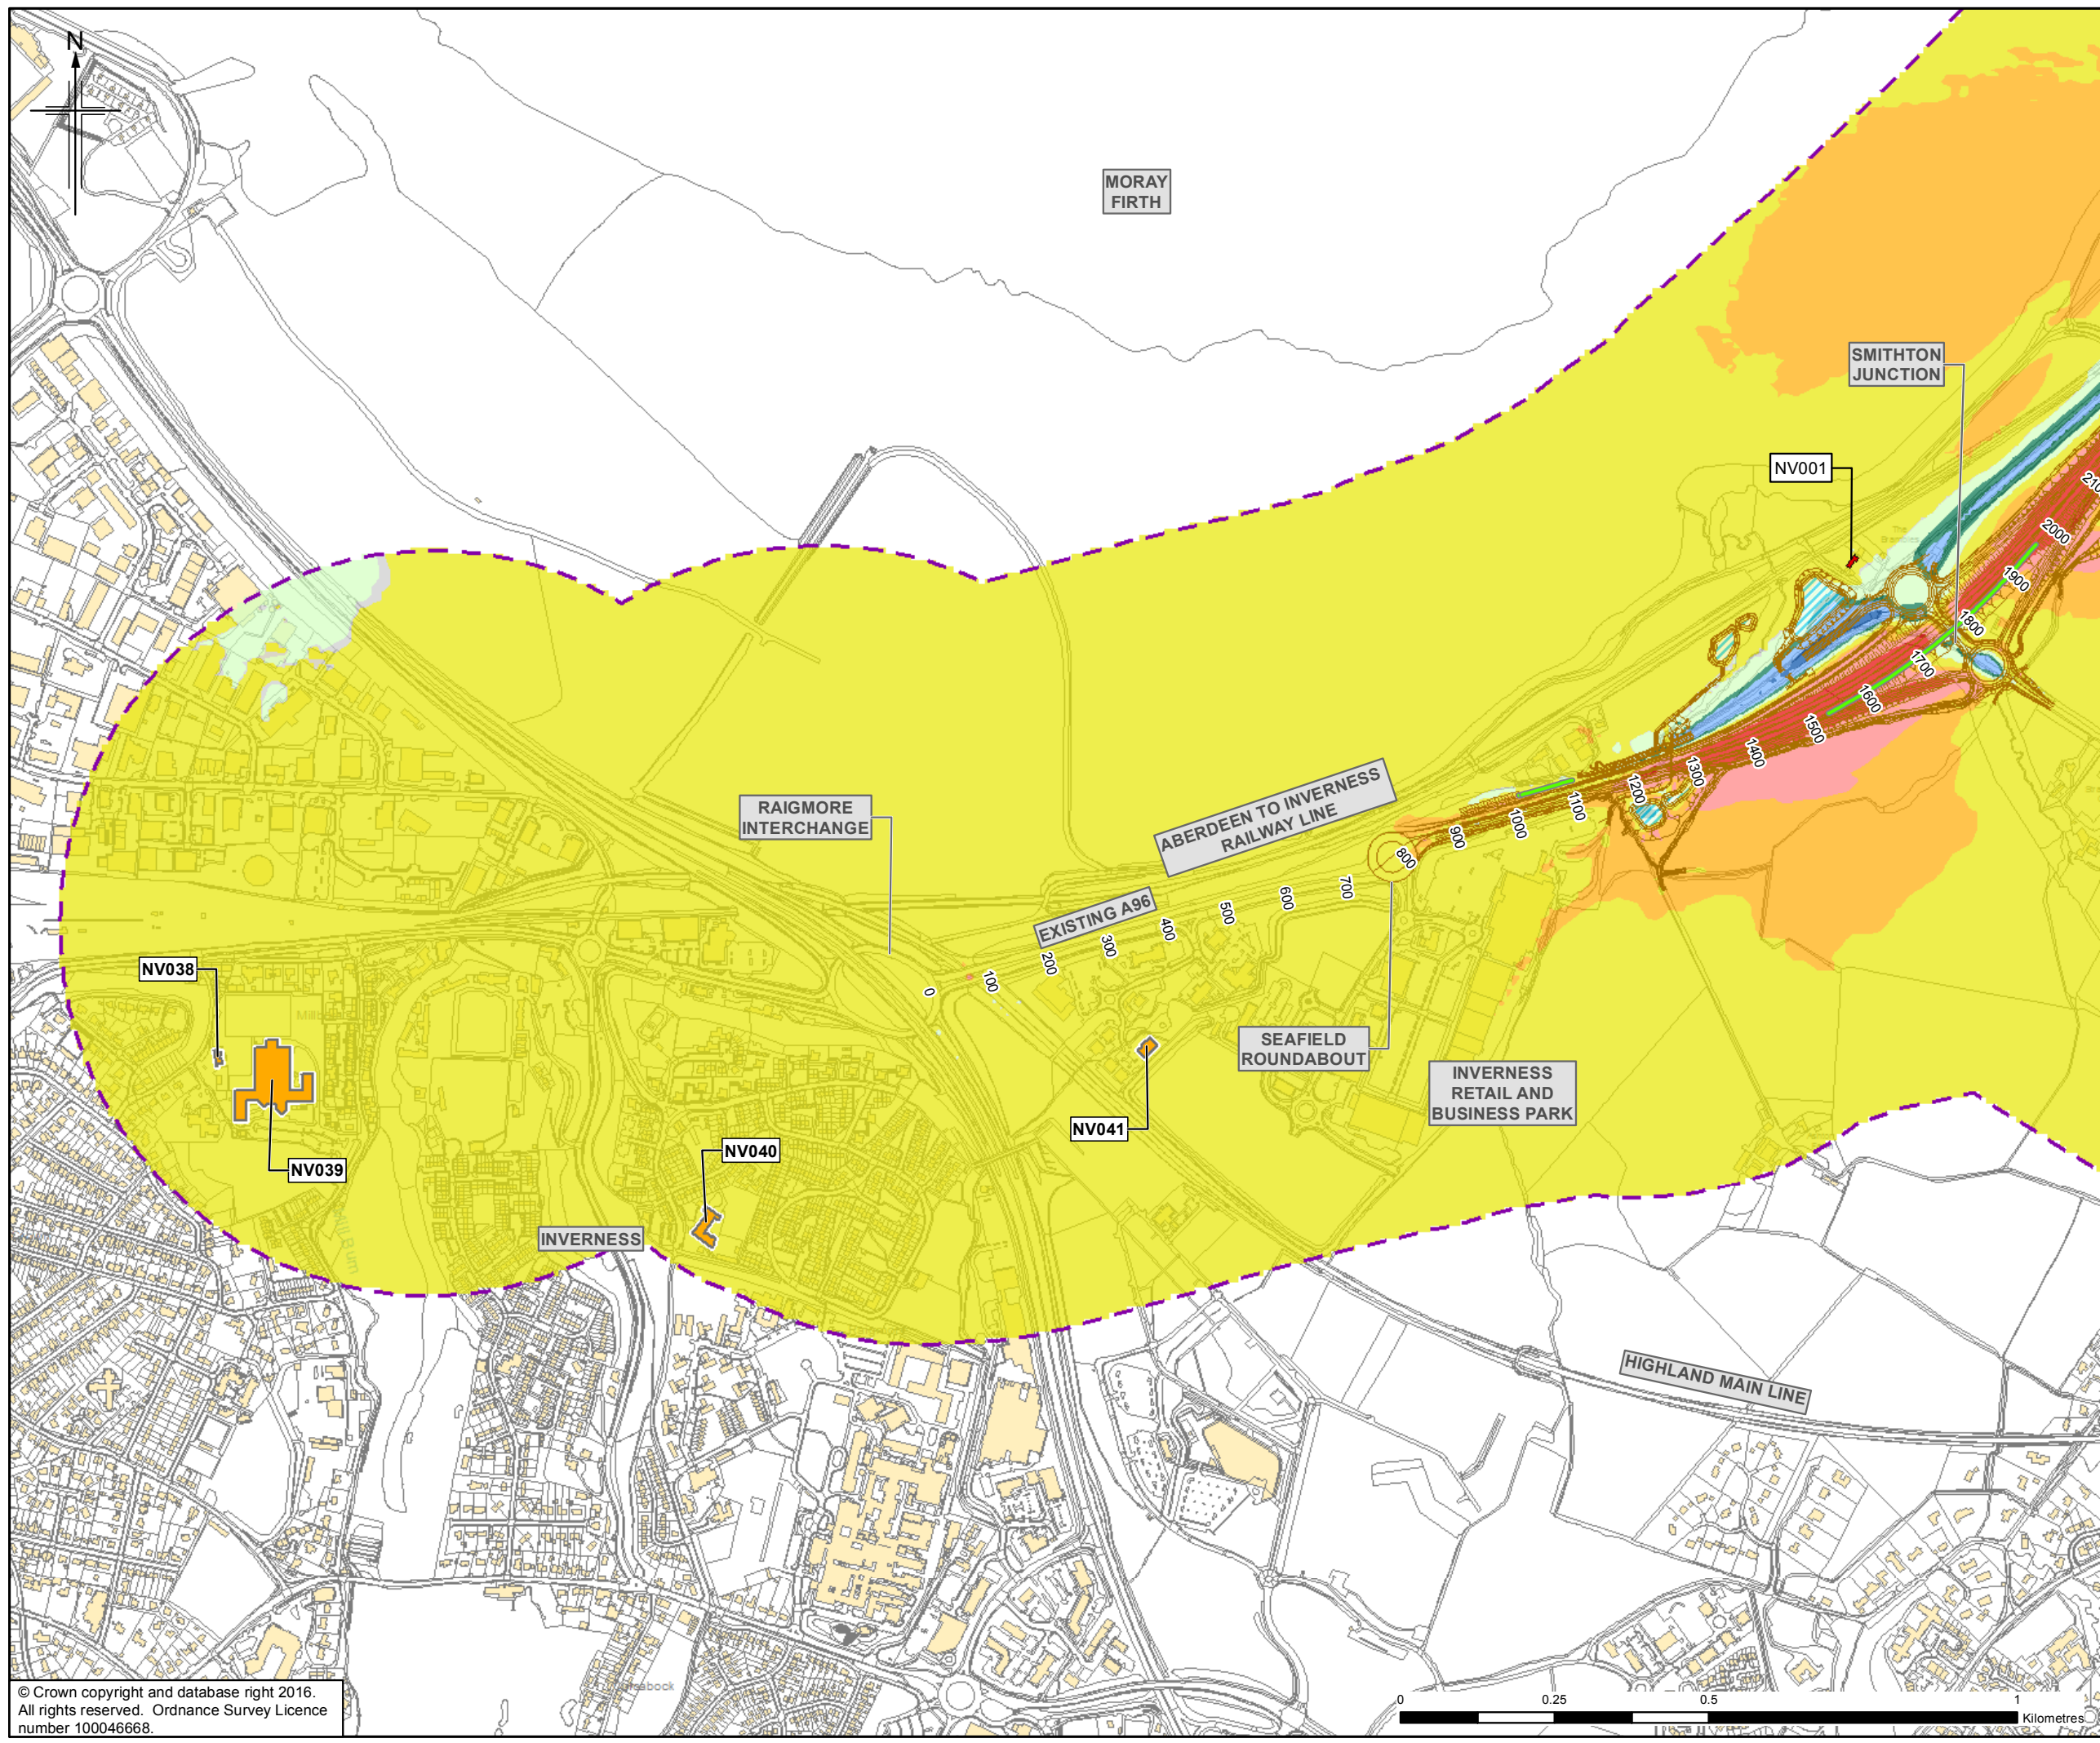 N
MORAY
FIRTH
SMITHTON
JUNCTION
NV001
The
2000
1900
1800
1700
1600
1500
1400
1300
1200
1100
1000
900
800
700
600
500
400
300
200
100
0
RAIGMORE
INTERCHANGE
ABERDEEN TO INVERNESS
RAILWAY LINE
EXISTING A96
NV038
NV039
NV040
NV041
SEAFIELD
ROUNDABOUT
INVERNESS
RETAIL AND
BUSINESS PARK
INVERNESS
Mill Burn
HIGHLAND MAIN LINE
© Crown copyright and database right 2016.
All rights reserved. Ordnance Survey Licence
number 100046668.
0
0.25
0.5
1
Kilometres